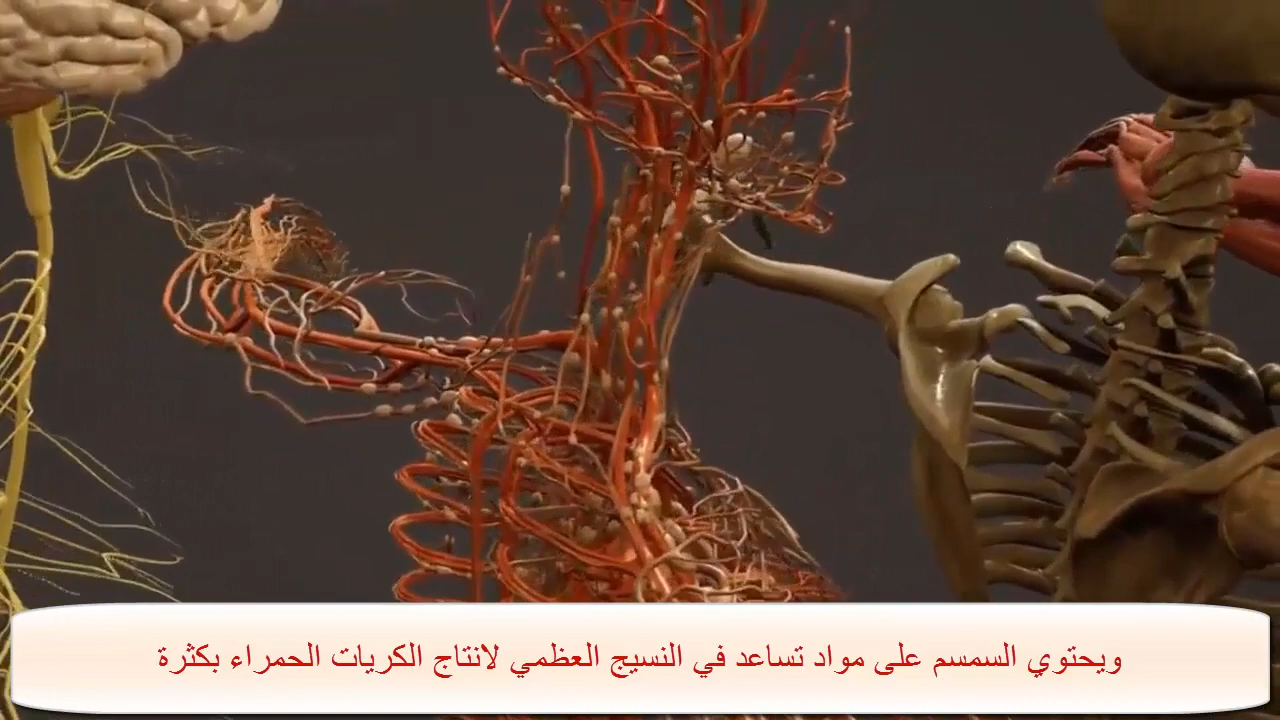 ويحتوي السمسم على مواد تساعد في النسيج العظمي لانتاج الكريات الحمراء بكثرة